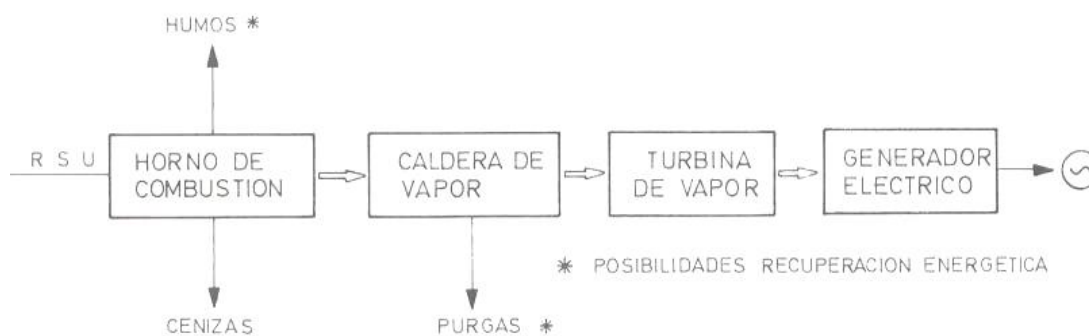 HUMOS *
R S U
HORNO DE
COMBUSTION
CALDERA DE
VAPOR
TURBINA
DE VAPOR
GENERADOR
ELECTRICO
* POSIBILIDADES RECUPERACION ENERGETICA
CENIZAS
PURGAS *